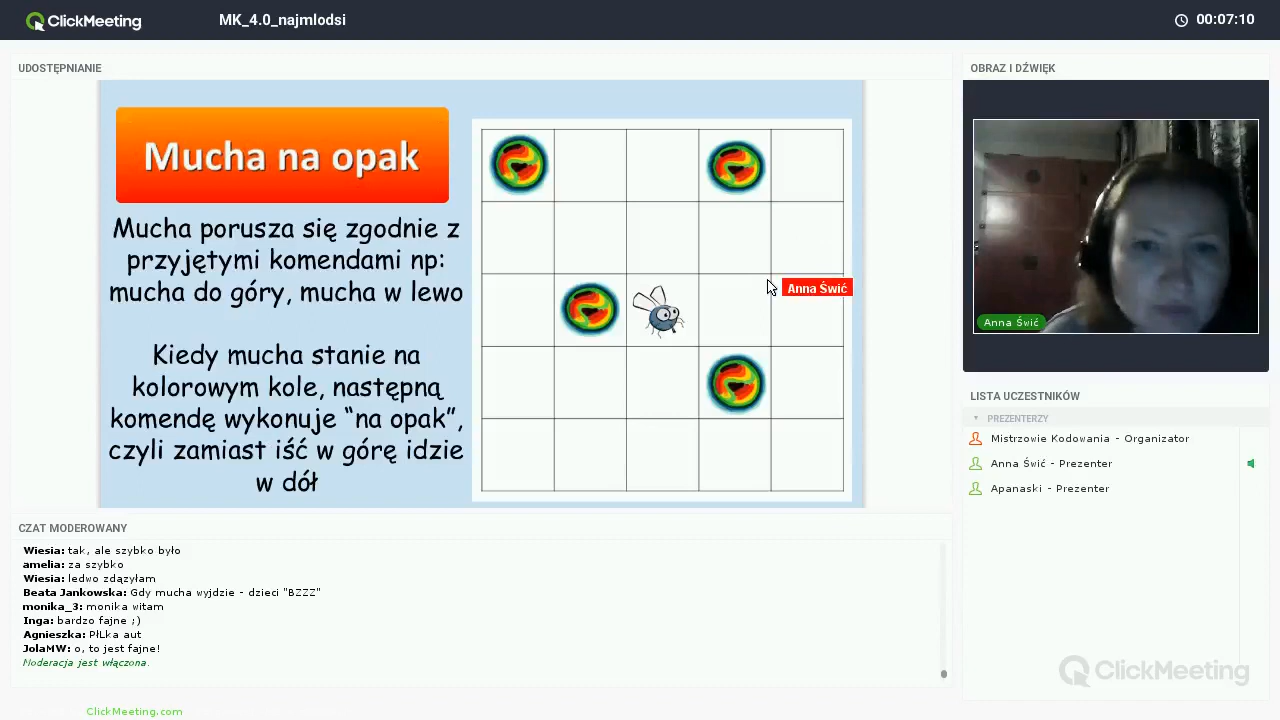 ClickMeeting
MK_4.0_najmlodsi
00:07:10
UDOSTĘPNIANIE
OBRAZ I DŹWIĘK
Mucha na opak
Mucha porusza się zgodnie z
przyjętymi komendami np:
mucha do góry, mucha w lewo
Kiedy mucha stanie na
kolorowym kole, następną
komendę wykonuje “na opak”,
czyli zamiast iść w górę idzie
w dół
Anna Świć
Anna Świć
LISTA UCZESTNIKÓW
PREZENTERZY
Mistrzowie Kodowania - Organizator
Anna Świć - Prezenter
Apanaski - Prezenter
CZAT MODEROWANY
Wiesia: tak, ale szybko było
amelia: za szybko
Wiesia: ledwo zdązyłam
Beata Jankowska: Gdy mucha wyjdzie - dzieci "BZZZ"
monika_3: monika witam
Inga: bardzo fajne ;)
Agnieszka: PłLka aut
JolaMW: o, to jest fajne!
Moderacja jest włączona.
ClickMeeting
ClickMeeting.com